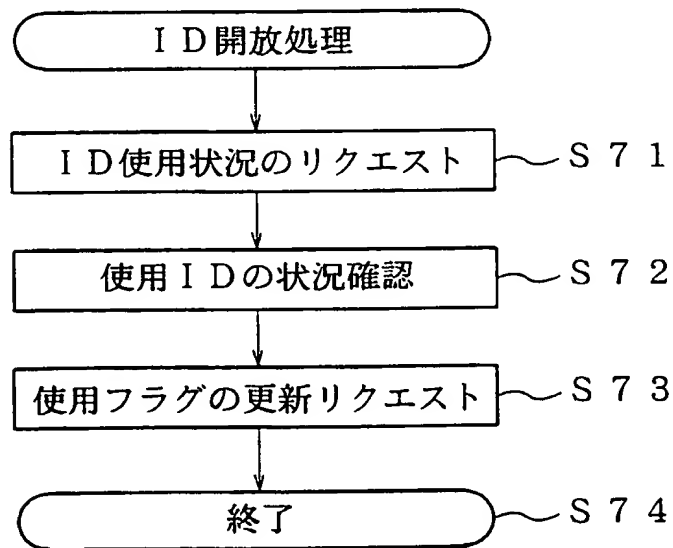 ＩＤ開放処理
ＩＤ使用状況のリクエスト Ｓ７１
使用ＩＤの状況確認 Ｓ７２
使用フラグの更新リクエスト Ｓ７３
終了 Ｓ７４